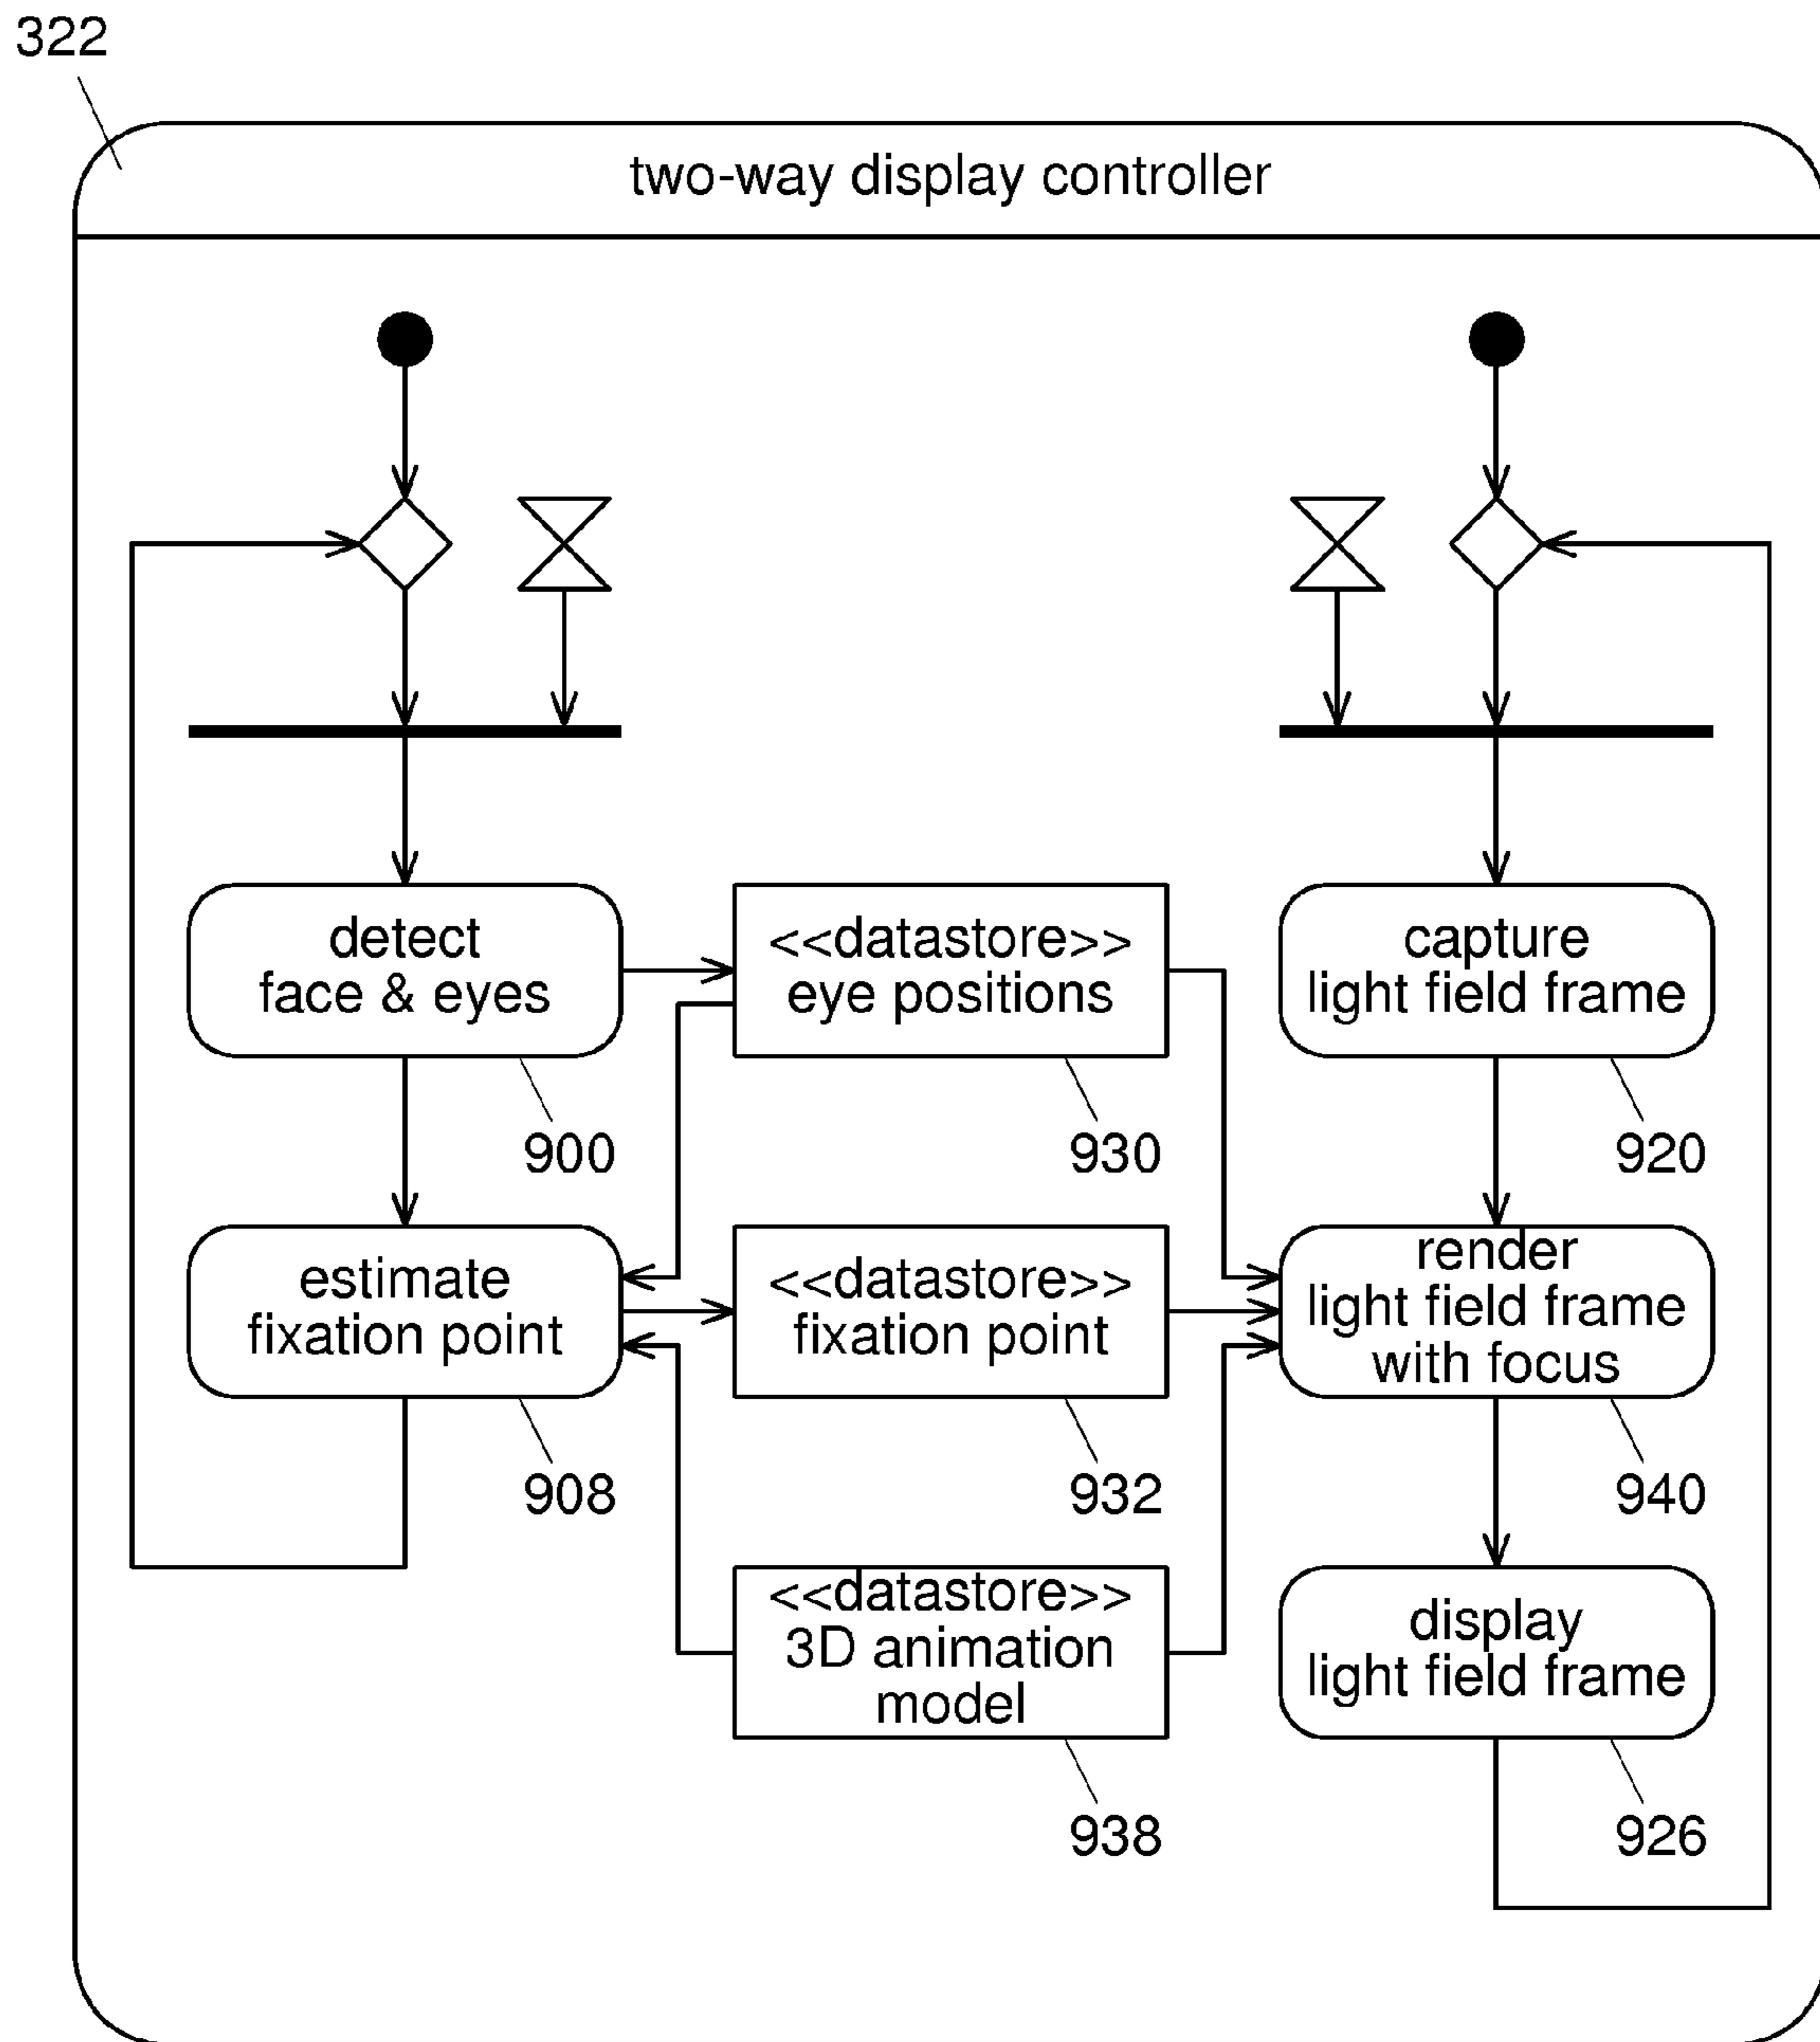 322
two-way display controller
detect
face & eyes
900
<<datastore>>
eye positions
930
capture
light field frame
920
estimate
fixation point
908
<<datastore>>
fixation point
932
render
light field frame
with focus
940
<<datastore>>
3D animation
model
938
display
light field frame
926